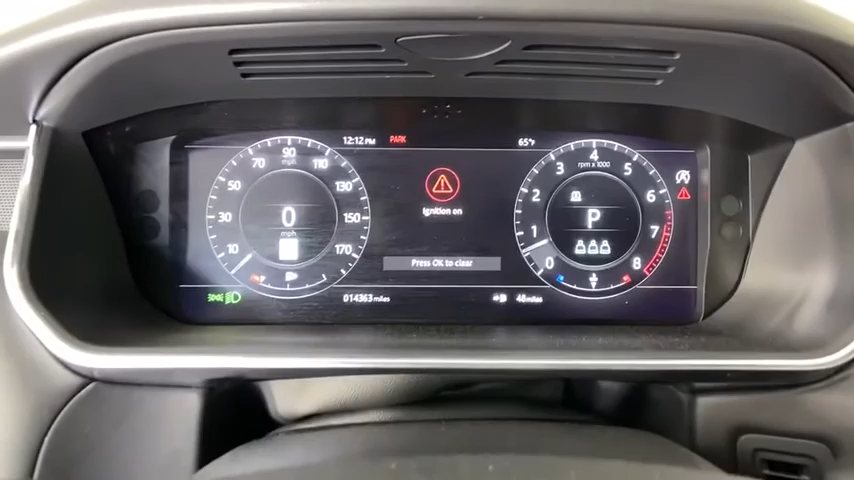 12:12 PM PARK 65°F
10 30 50 70 90 110 130 150 170
mph
0
mph
Ignition on
Press OK to clear
0 1 2 3 4 5 6 7 8
rpm x 1000
P
014363 miles
48 miles